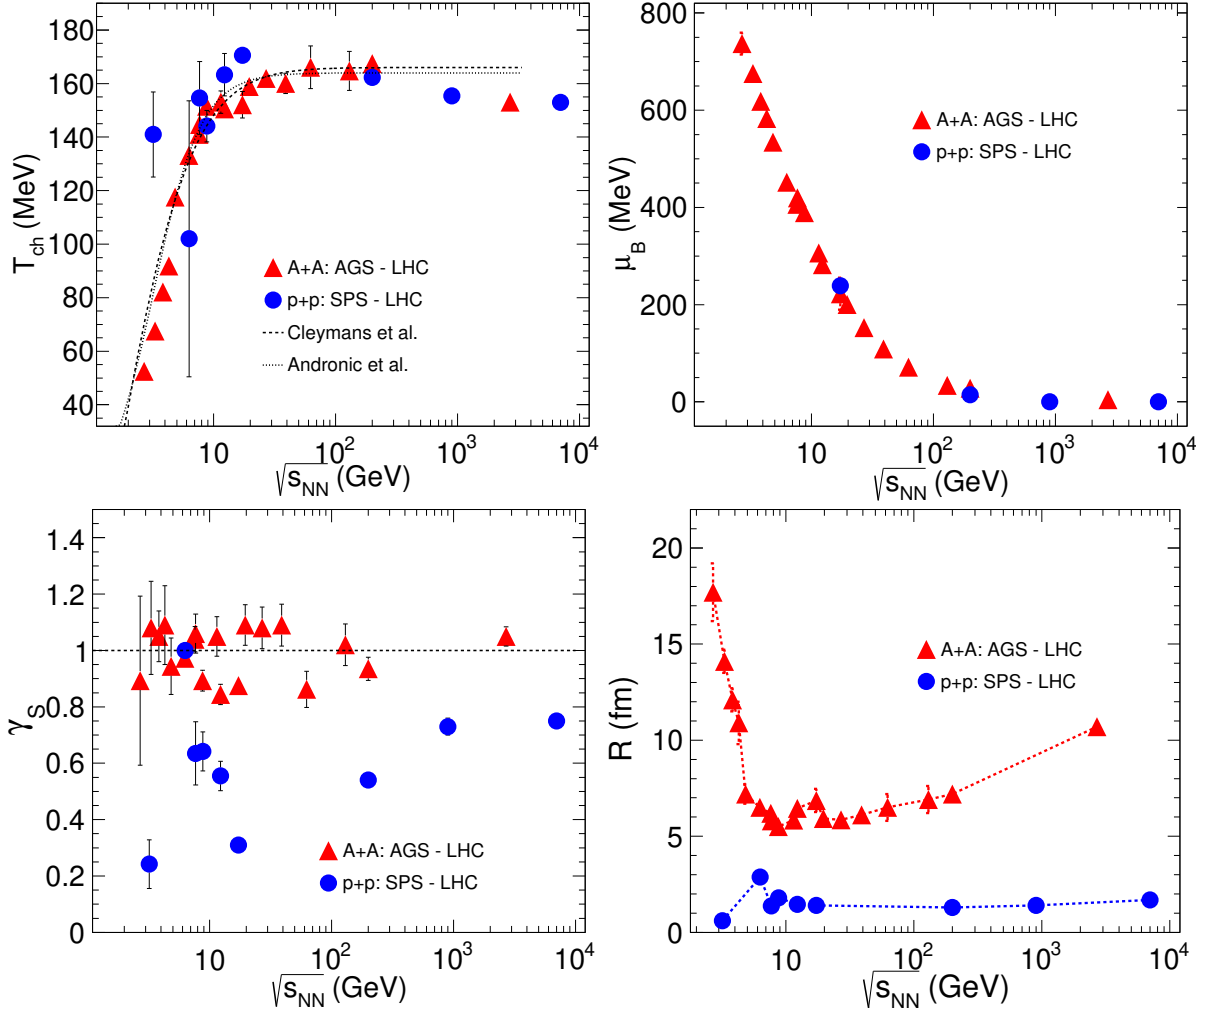 180
160
140
120
100
80
60
40
T_ch (MeV)
A+A: AGS - LHC
p+p: SPS - LHC
Cleymans et al.
Andronic et al.
10 10^2 10^3 10^4
√s_NN (GeV)
800
600
400
200
0
μ_B (MeV)
A+A: AGS - LHC
p+p: SPS - LHC
10 10^2 10^3 10^4
√s_NN (GeV)
1.4
1.2
1
0.8
0.6
0.4
0.2
0
γ_S
A+A: AGS - LHC
p+p: SPS - LHC
10 10^2 10^3 10^4
√s_NN (GeV)
20
15
10
5
0
R (fm)
A+A: AGS - LHC
p+p: SPS - LHC
10 10^2 10^3 10^4
√s_NN (GeV)